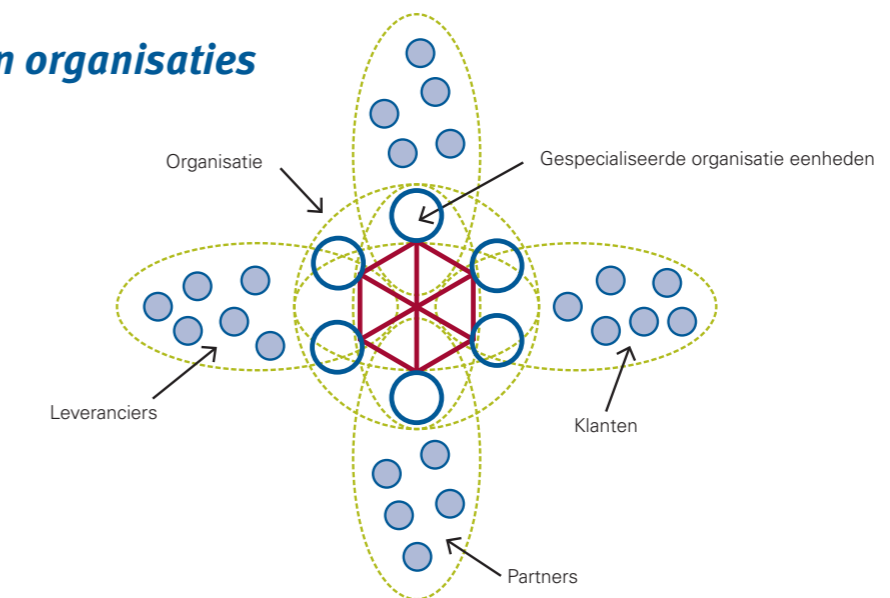 n organisaties
Organisatie
Gespecialiseerde organisatie eenheden
Leveranciers
Klanten
Partners